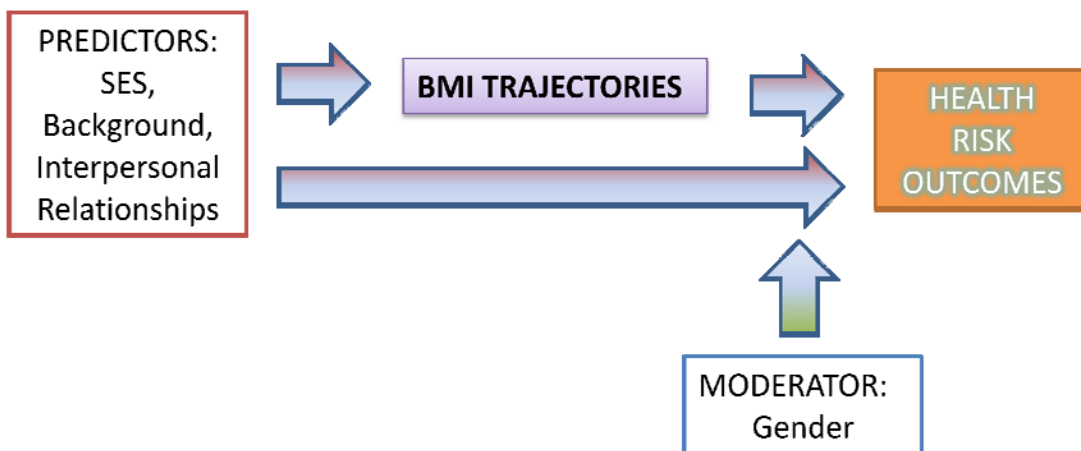 PREDICTORS:
SES,
Background,
Interpersonal
Relationships
BMI TRAJECTORIES
HEALTH
RISK
OUTCOMES
MODERATOR:
Gender